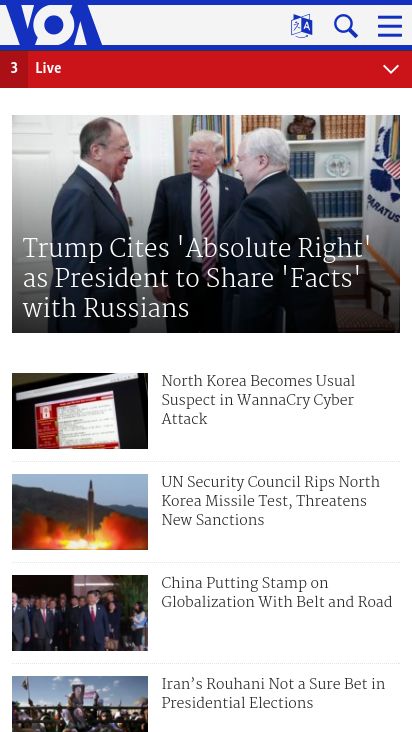 VOA
3 Live
Trump Cites 'Absolute Right'
as President to Share 'Facts'
with Russians
North Korea Becomes Usual
Suspect in WannaCry Cyber
Attack
UN Security Council Rips North
Korea Missile Test, Threatens
New Sanctions
China Putting Stamp on
Globalization With Belt and Road
Iran’s Rouhani Not a Sure Bet in
Presidential Elections